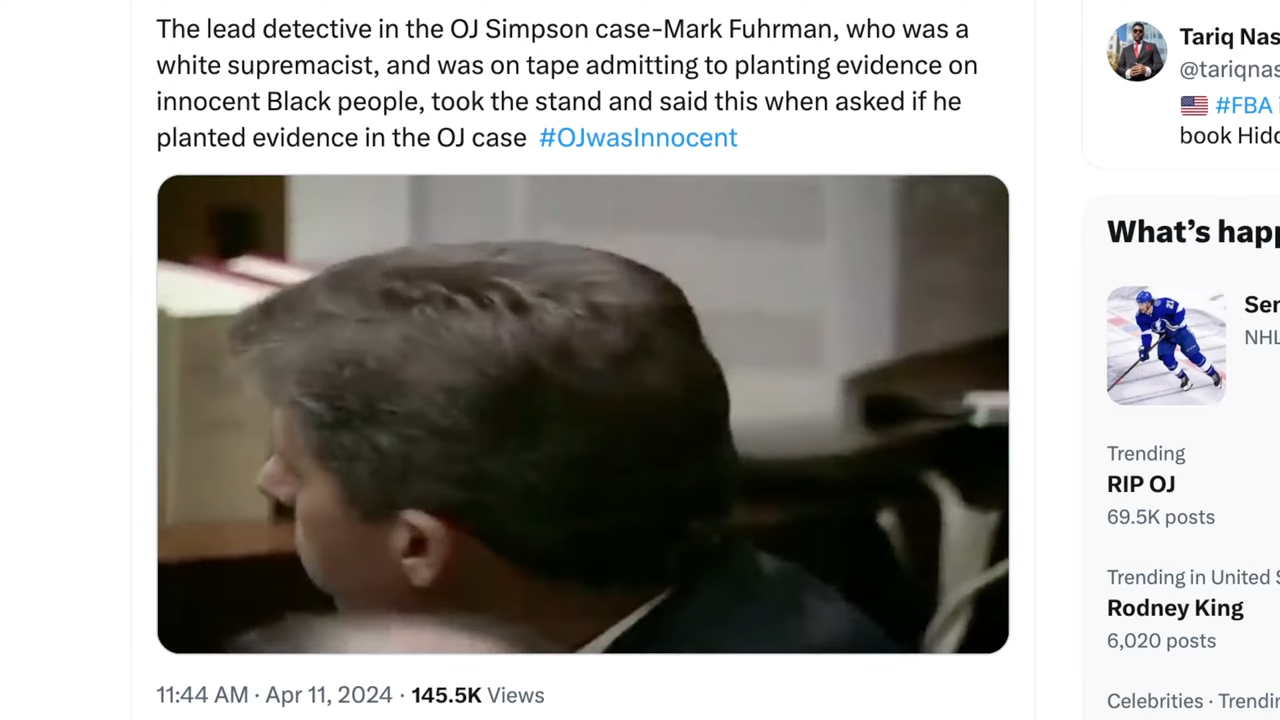 The lead detective in the OJ Simpson case-Mark Fuhrman, who was a
white supremacist, and was on tape admitting to planting evidence on
innocent Black people, took the stand and said this when asked if he
planted evidence in the OJ case #OJwasInnocent
11:44 AM · Apr 11, 2024 · 145.5K Views
Tariq Nas
@tariqnas
#FBA
book Hidd
What's happ
Ser
NHL
Trending
RIP OJ
69.5K posts
Trending in United S
Rodney King
6,020 posts
Celebrities · Trendin